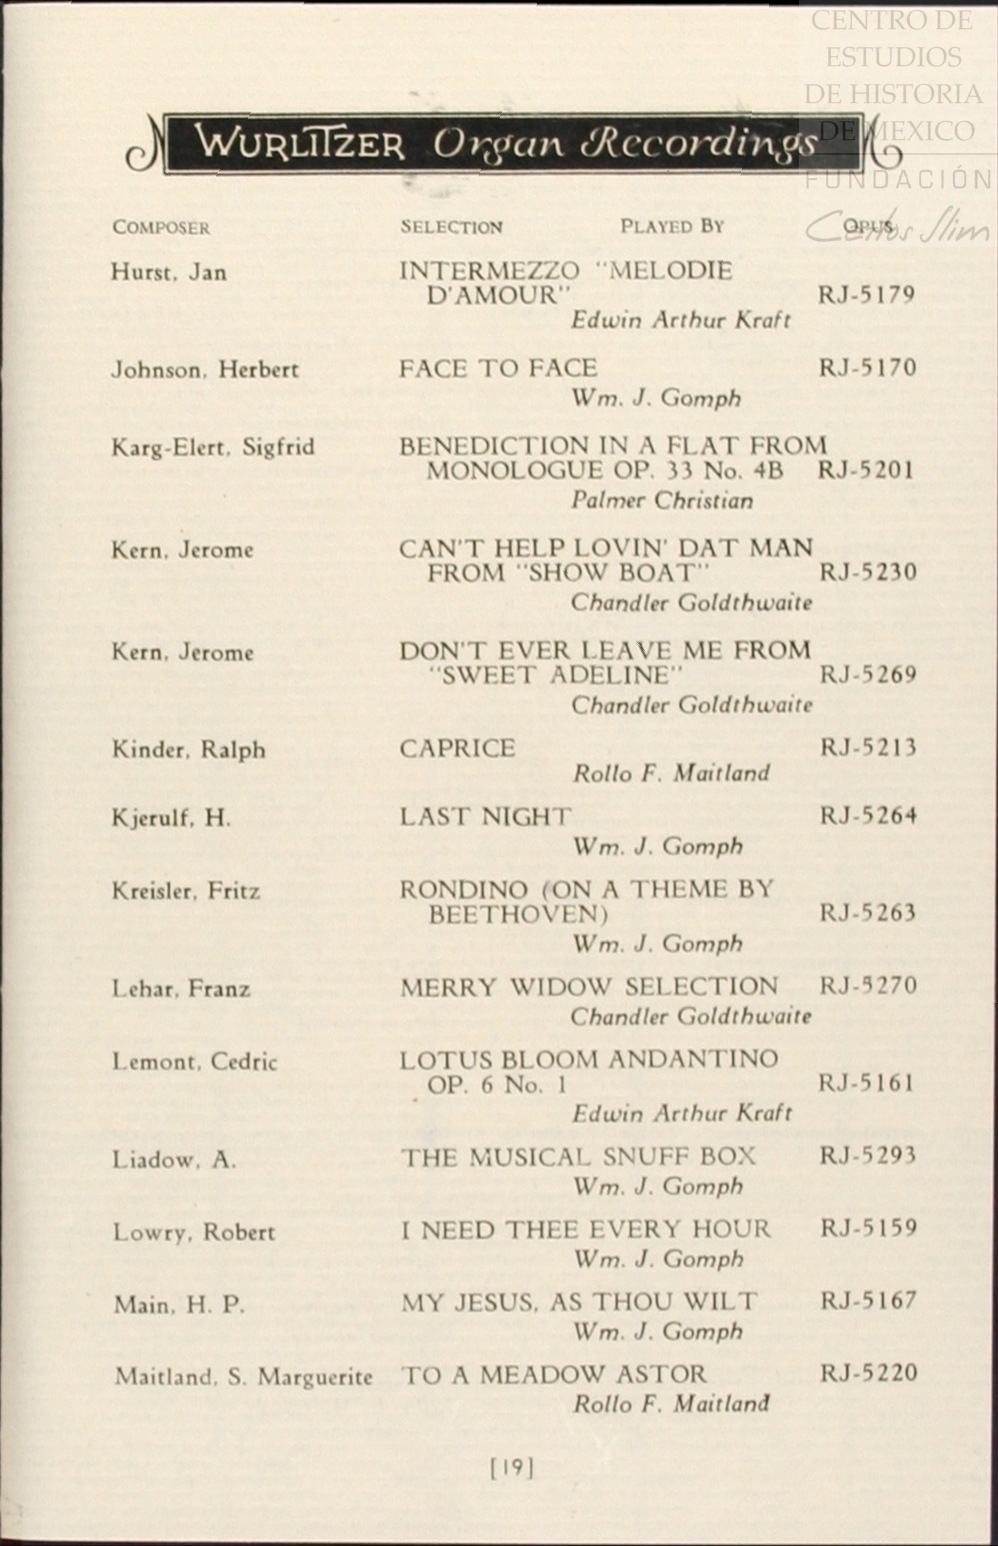 CENTRO DE
ESTUDIOS
DE HISTORIA
DE MEXICO
FUNDACIÓN
Carlos Slim
WURLITZER Organ Recordings
COMPOSER SELECTION PLAYED BY OPUS
Hurst, Jan INTERMEZZO "MELODIE
D'AMOUR" RJ-5179
Edwin Arthur Kraft
Johnson, Herbert FACE TO FACE RJ-5170
Wm. J. Gomph
Karg-Elert, Sigfrid BENEDICTION IN A FLAT FROM
MONOLOGUE OP. 33 No. 4B RJ-5201
Palmer Christian
Kern, Jerome CAN'T HELP LOVIN' DAT MAN
FROM "SHOW BOAT" RJ-5230
Chandler Goldthwaite
Kern, Jerome DON'T EVER LEAVE ME FROM
"SWEET ADELINE" RJ-5269
Chandler Goldthwaite
Kinder, Ralph CAPRICE RJ-5213
Rollo F. Maitland
Kjerulf, H. LAST NIGHT RJ-5264
Wm. J. Gomph
Kreisler, Fritz RONDINO (ON A THEME BY
BEETHOVEN) RJ-5263
Wm. J. Gomph
Lehar, Franz MERRY WIDOW SELECTION RJ-5270
Chandler Goldthwaite
Lemont, Cedric LOTUS BLOOM ANDANTINO
OP. 6 No. 1 RJ-5161
Edwin Arthur Kraft
Liadow, A. THE MUSICAL SNUFF BOX RJ-5293
Wm. J. Gomph
Lowry, Robert I NEED THEE EVERY HOUR RJ-5159
Wm. J. Gomph
Main, H. P. MY JESUS, AS THOU WILT RJ-5167
Wm. J. Gomph
Maitland, S. Marguerite TO A MEADOW ASTOR RJ-5220
Rollo F. Maitland
[19]